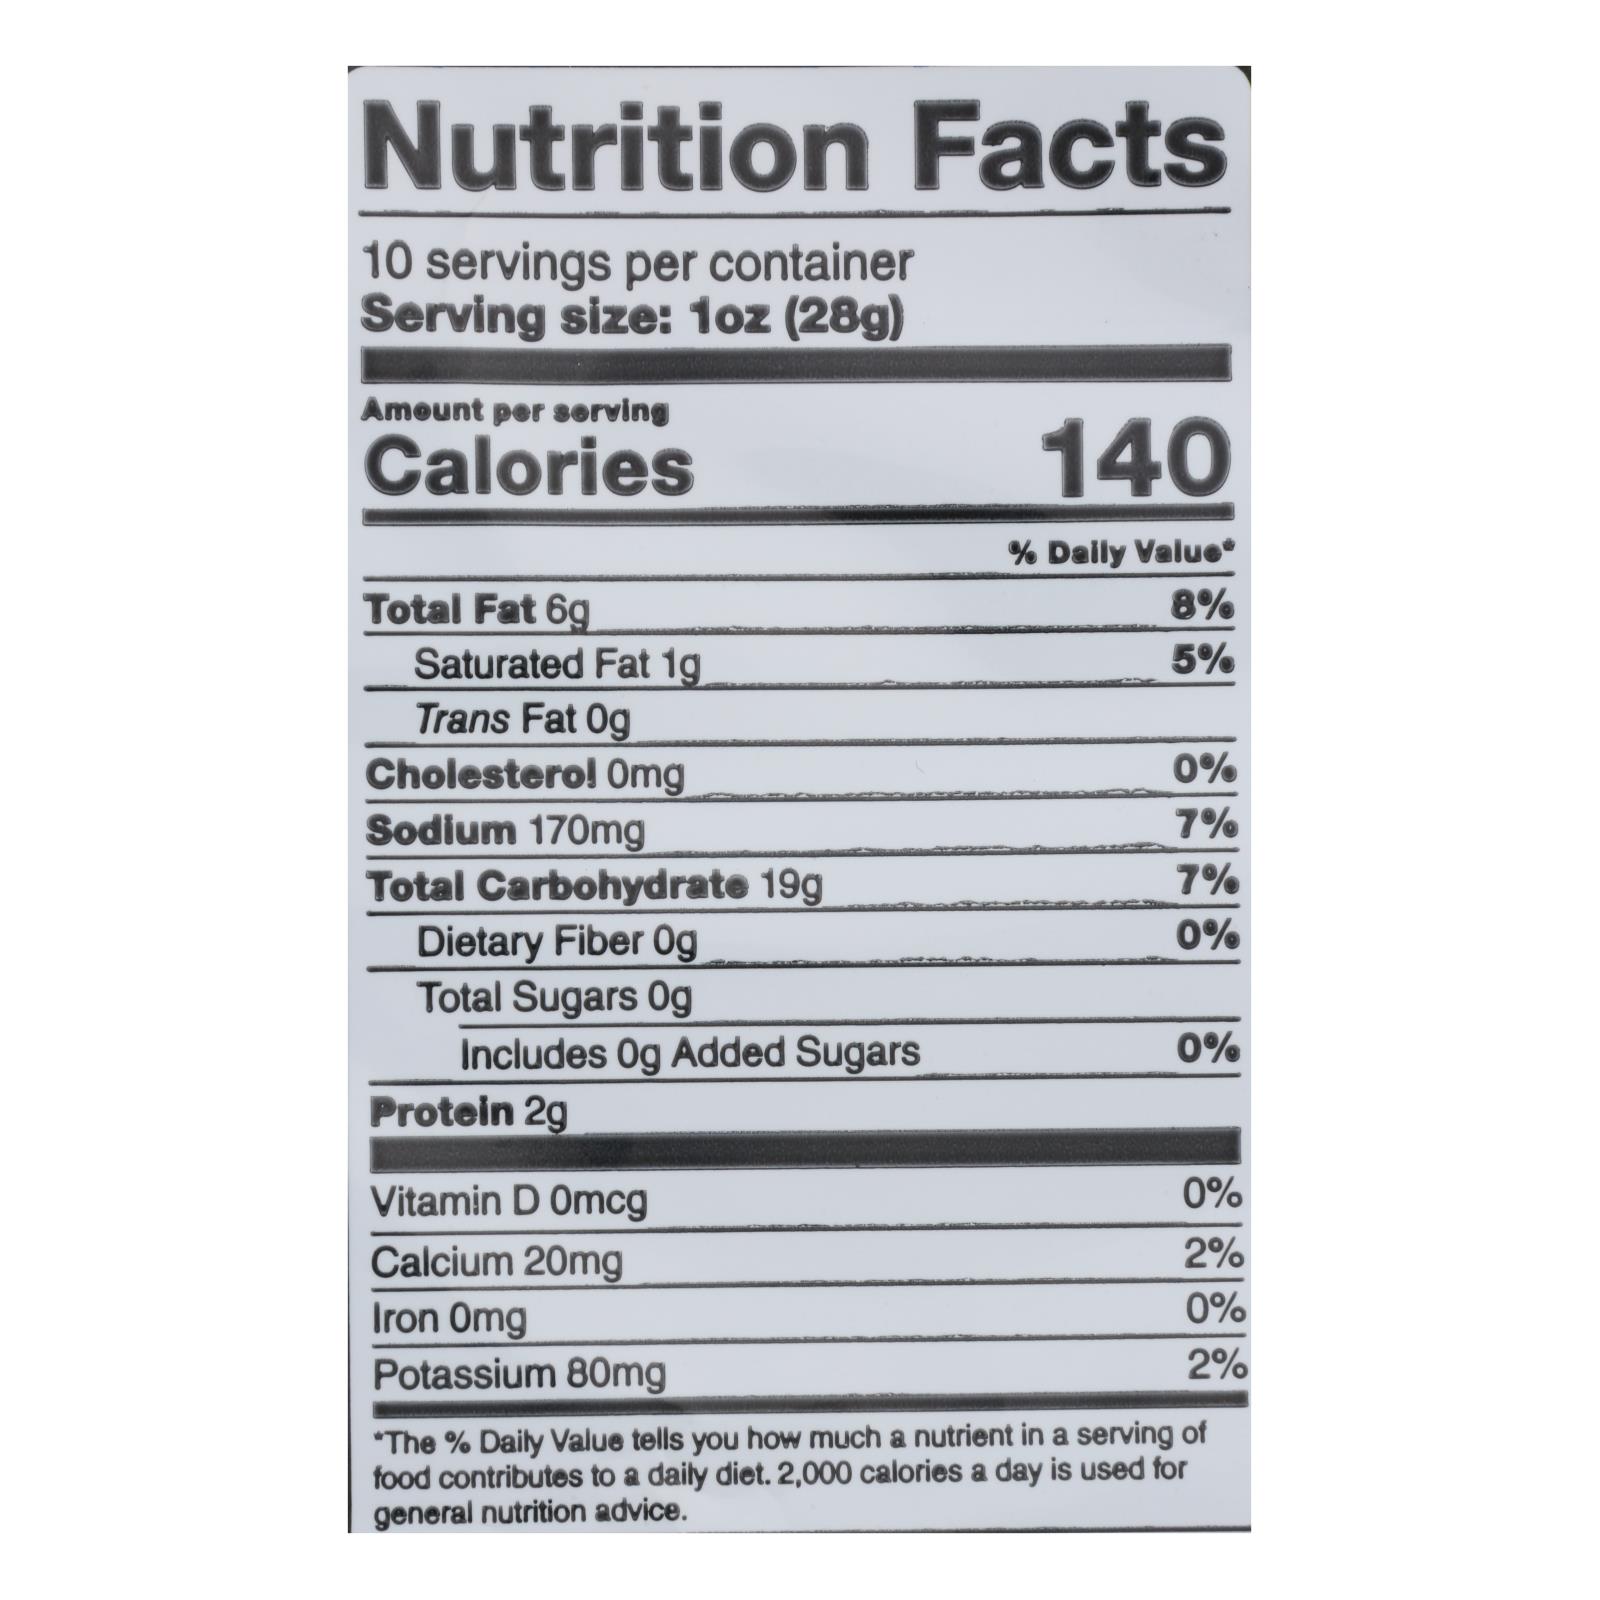 Nutrition Facts
10 servings per container
Serving size: 1oz (28g)
Amount per serving
Calories 140
% Daily Value*
Total Fat 6g 8%
Saturated Fat 1g 5%
Trans Fat 0g
Cholesterol 0mg 0%
Sodium 170mg 7%
Total Carbohydrate 19g 7%
Dietary Fiber 0g 0%
Total Sugars 0g
Includes 0g Added Sugars 0%
Protein 2g
Vitamin D 0mcg 0%
Calcium 20mg 2%
Iron 0mg 0%
Potassium 80mg 2%
*The % Daily Value tells you how much a nutrient in a serving of
food contributes to a daily diet. 2,000 calories a day is used for
general nutrition advice.